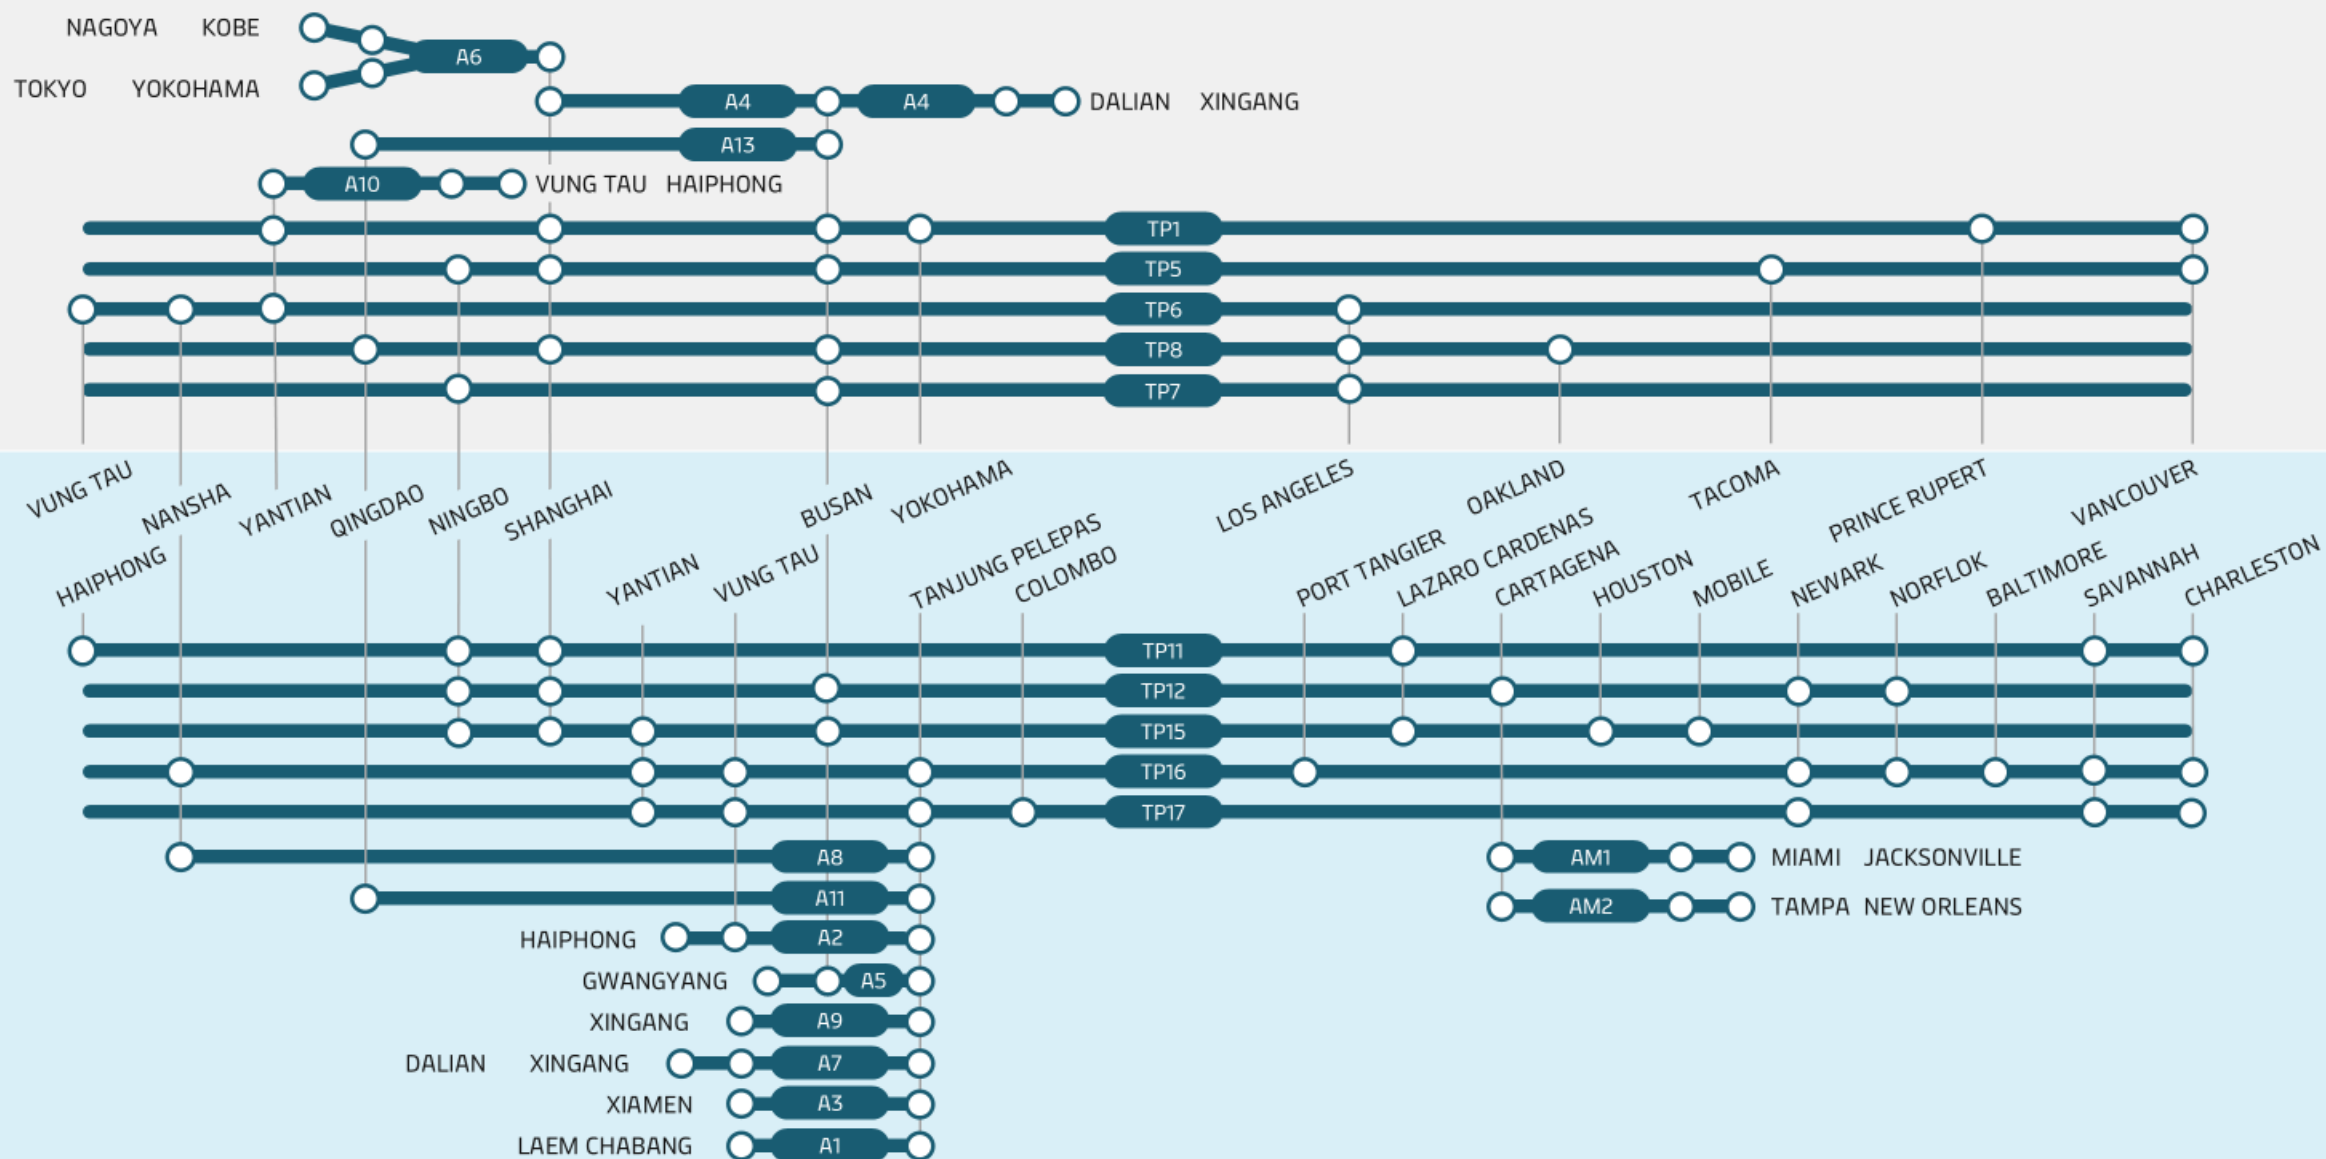 NAGOYA KOBE
A6
TOKYO YOKOHAMA
A4 A4 DALIAN XINGANG
A13
A10 VUNG TAU HAIPHONG
TP1
TP5
TP6
TP8
TP7
VUNG TAU
NANSHA
YANTIAN
QINGDAO
NINGBO
SHANGHAI
BUSAN
YOKOHAMA
LOS ANGELES
OAKLAND
TACOMA
PRINCE RUPERT
VANCOUVER
HAIPHONG
YANTIAN
VUNG TAU
TANJUNG PELEPAS
COLOMBO
PORT TANGIER
LAZARO CARDENAS
CARTAGENA
HOUSTON
MOBILE
NEWARK
NORFLOK
BALTIMORE
SAVANNAH
CHARLESTON
TP11
TP12
TP15
TP16
TP17
A8 AM1 MIAMI JACKSONVILLE
A11 AM2 TAMPA NEW ORLEANS
HAIPHONG A2
GWANGYANG A5
XINGANG A9
DALIAN XINGANG A7
XIAMEN A3
LAEM CHABANG A1